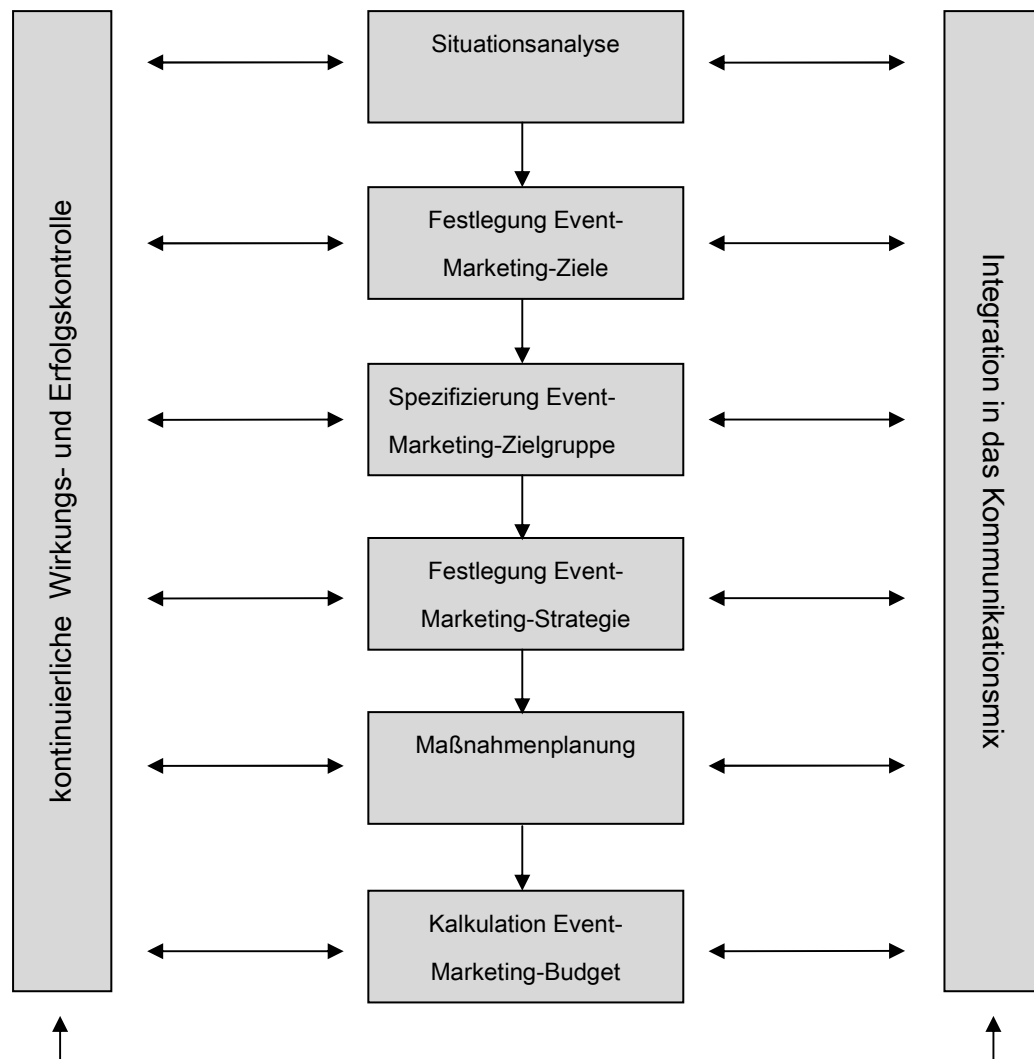 kontinuierliche Wirkungs- und Erfolgskontrolle
Situationsanalyse
Festlegung Event-
Marketing-Ziele
Spezifizierung Event-
Marketing-Zielgruppe
Festlegung Event-
Marketing-Strategie
Maßnahmenplanung
Kalkulation Event-
Marketing-Budget
Integration in das Kommunikationsmix